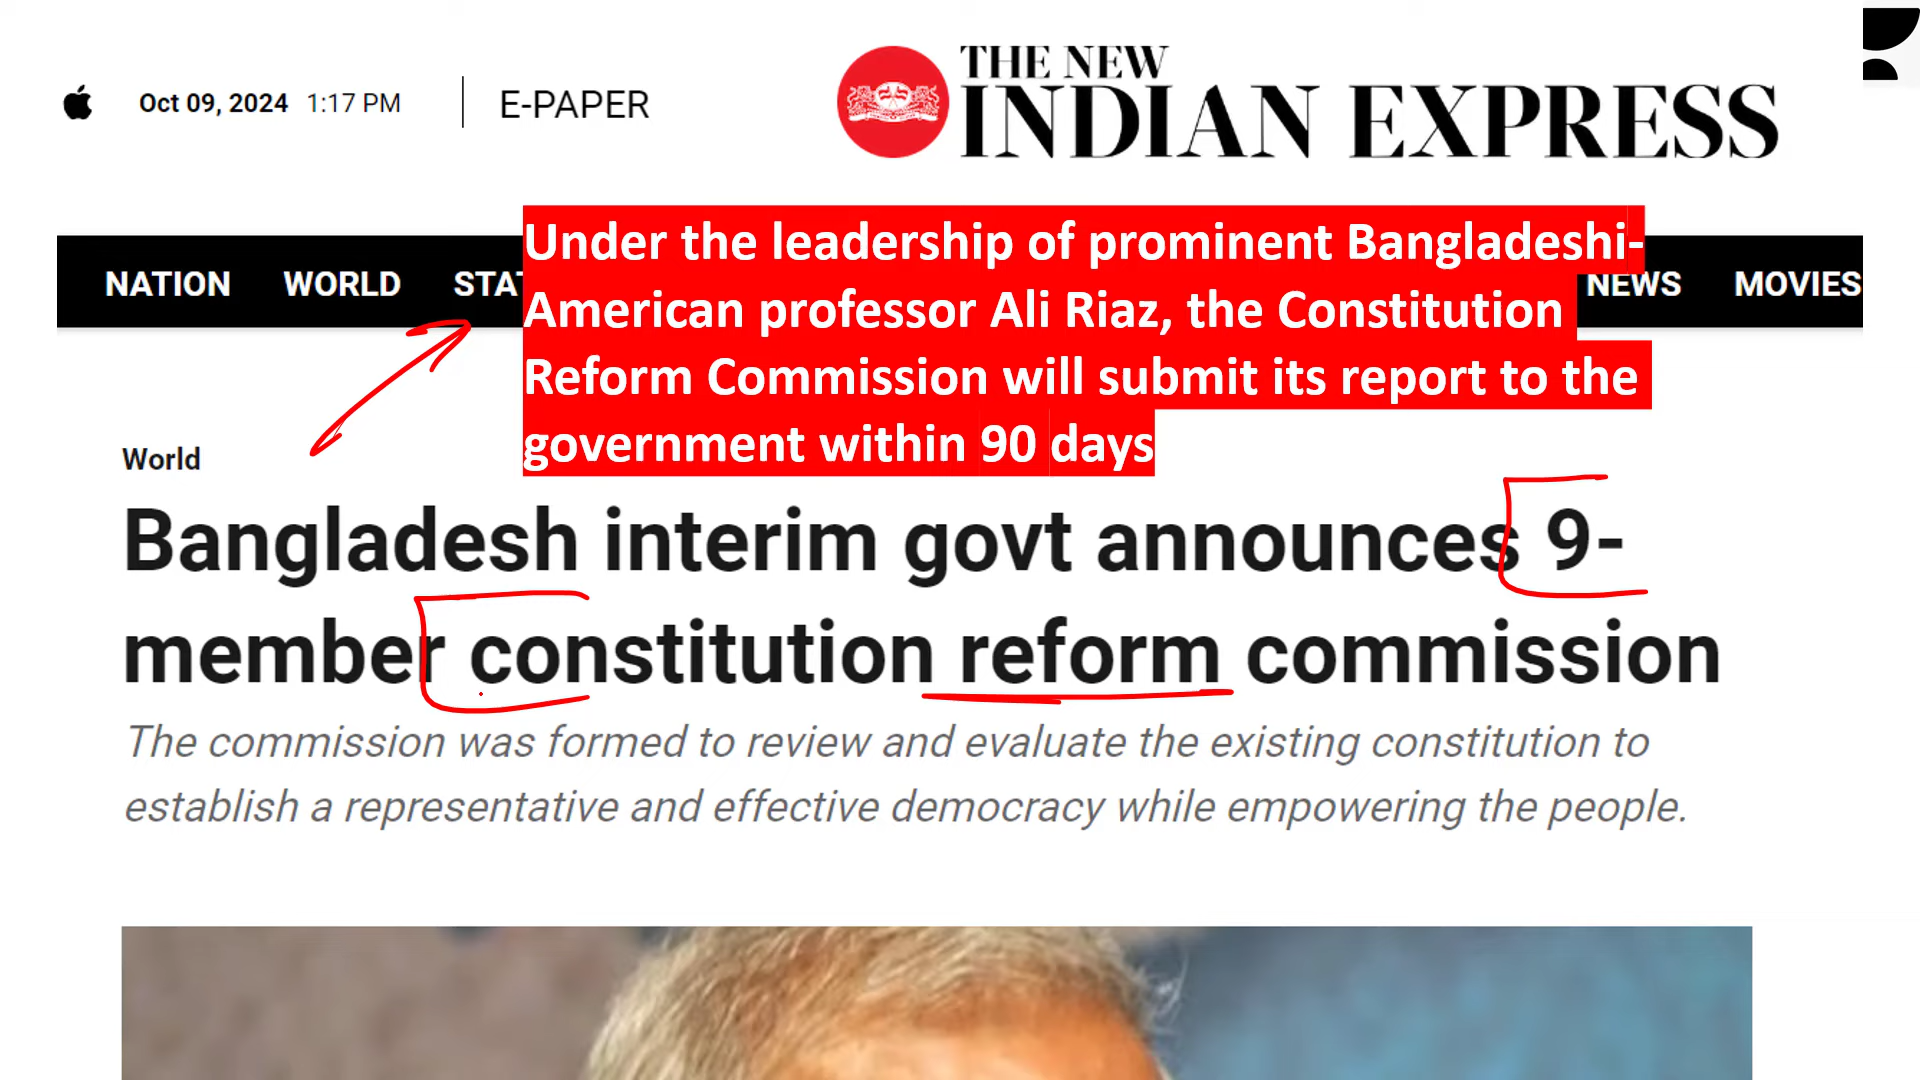 Oct 09, 2024 1:17 PM
E-PAPER
THE NEW
INDIAN EXPRESS
NATION WORLD STAT NEWS MOVIES
Under the leadership of prominent Bangladeshi-
American professor Ali Riaz, the Constitution
Reform Commission will submit its report to the
government within 90 days
World
Bangladesh interim govt announces 9-
member constitution reform commission
The commission was formed to review and evaluate the existing constitution to
establish a representative and effective democracy while empowering the people.